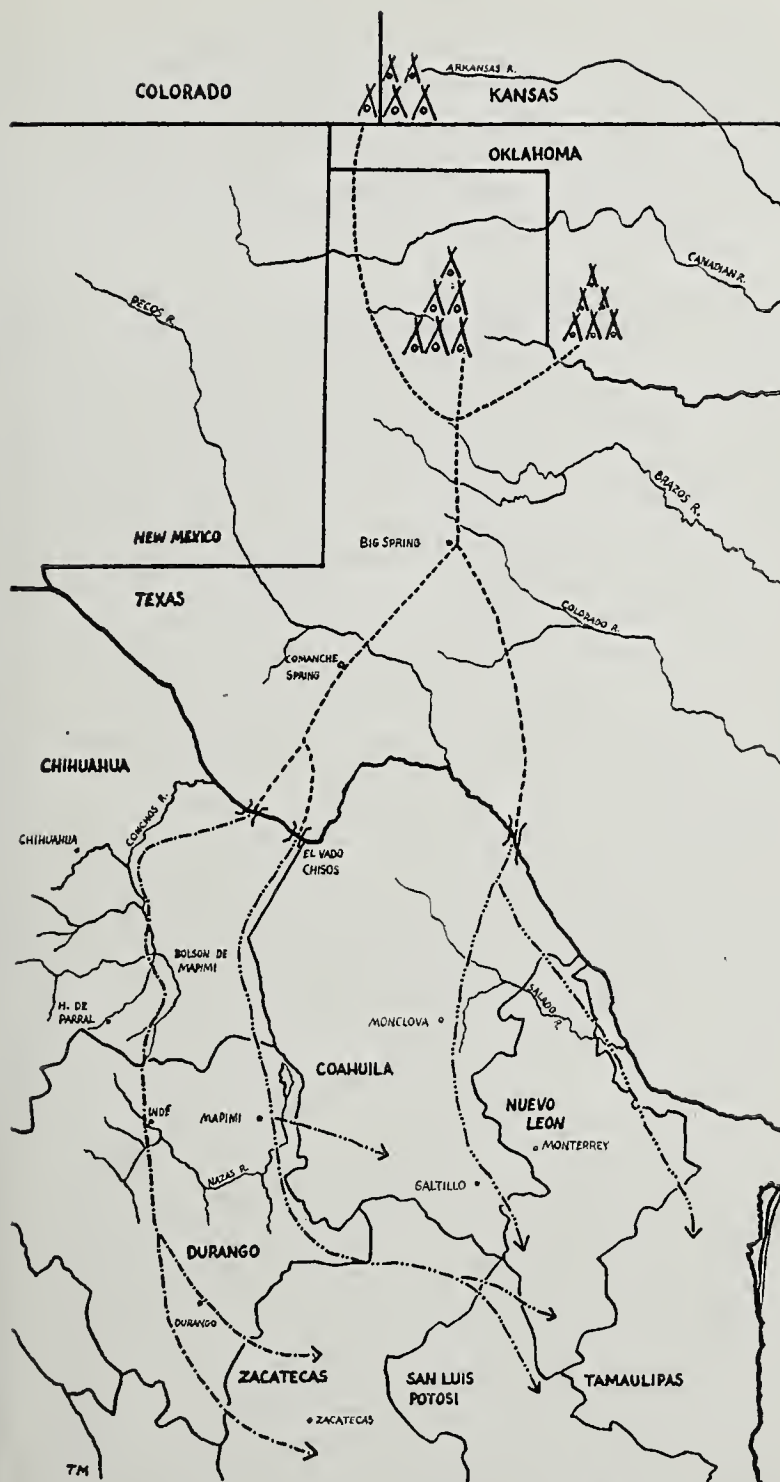 COLORADO
ARKANSAS R.
KANSAS
OKLAHOMA
CANADIAN R.
PECOS R.
BRAZOS R.
NEW MEXICO
BIG SPRING
TEXAS
COLORADO R.
COMANCHE
SPRING
CHIHUAHUA
CONCHOS R.
CHIHUAHUA
EL VADO
CHISOS
BOLSON DE
MAPIMI
H. DE
PARRAL
MONCLOVA
SALADO R.
COAHUILA
INDÉ
MAPIMI
NUEVO
LEON
MONTERREY
NAZAS R.
SALTILLO
DURANGO
DURANGO
ZACATECAS
SAN LUIS
POTOSI
TAMAULIPAS
ZACATECAS
TM